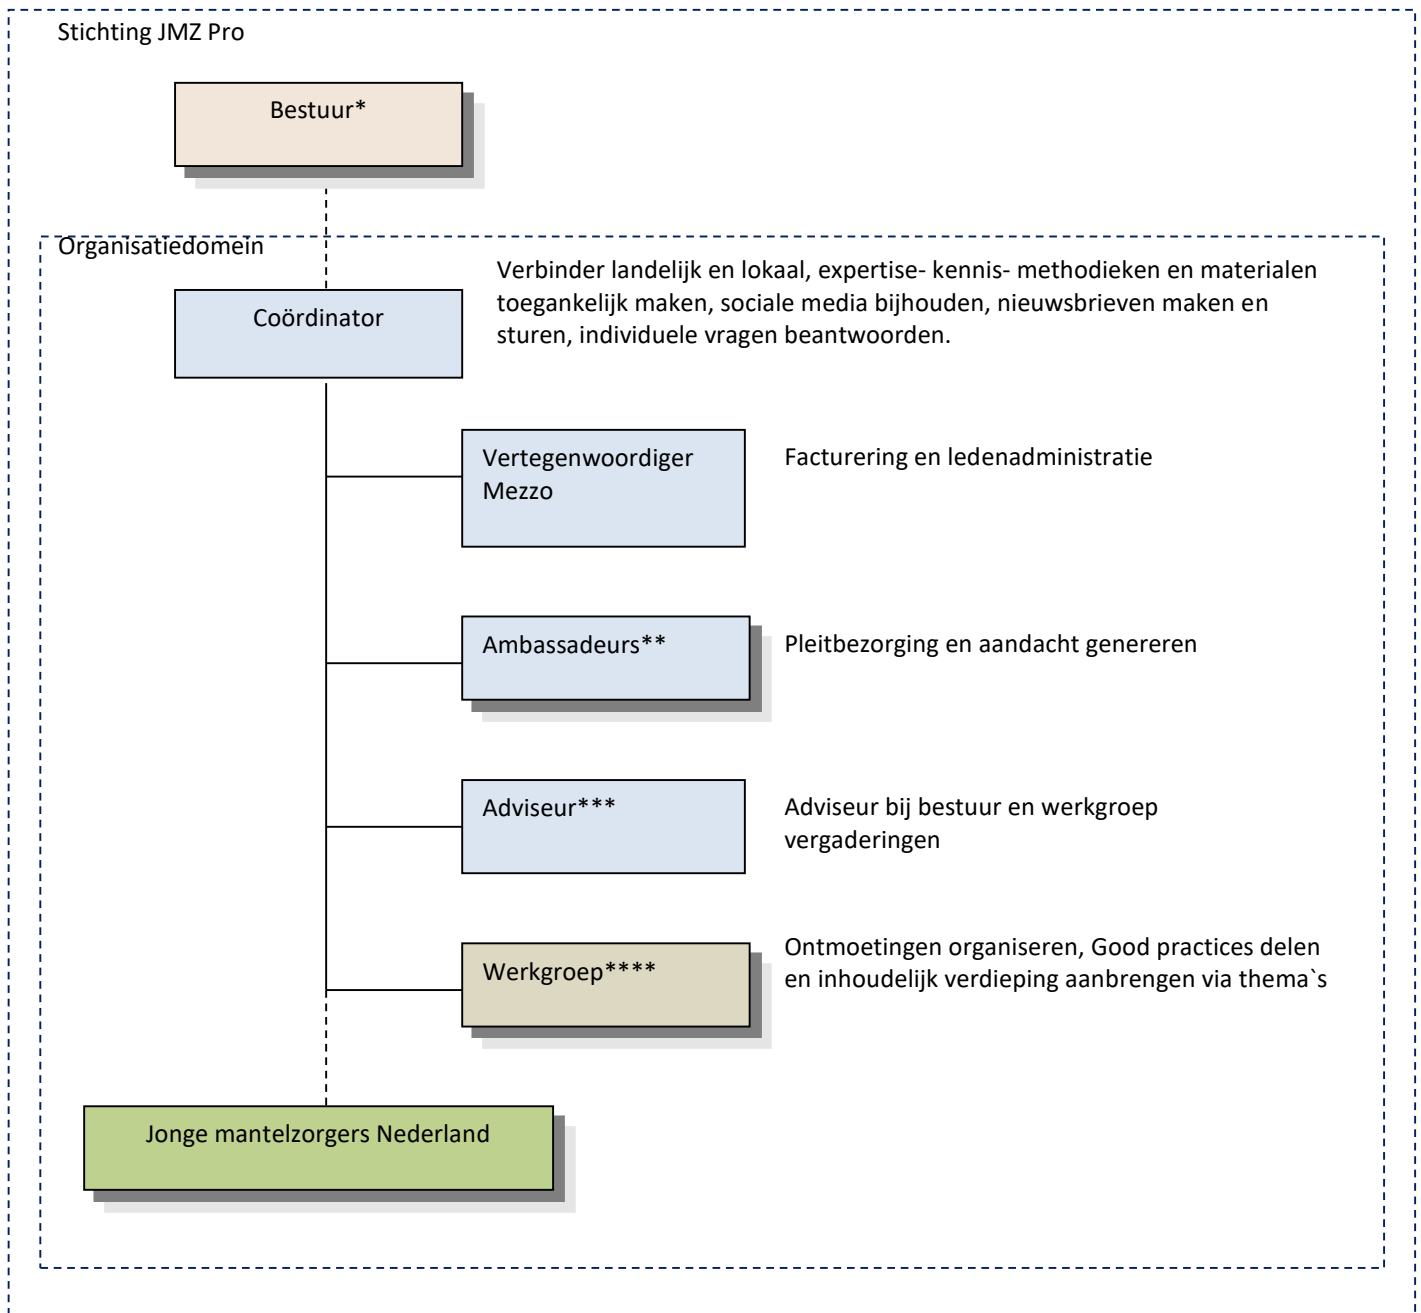 Stichting JMZ Pro
Bestuur*
Organisatiedomein
Coördinator
Verbinder landelijk en lokaal, expertise- kennis- methodieken en materialen
toegankelijk maken, sociale media bijhouden, nieuwsbrieven maken en
sturen, individuele vragen beantwoorden.
Vertegenwoordiger
Mezzo
Facturering en ledenadministratie
Ambassadeurs**
Pleitbezorging en aandacht genereren
Adviseur***
Adviseur bij bestuur en werkgroep
vergaderingen
Werkgroep****
Ontmoetingen organiseren, Good practices delen
en inhoudelijk verdieping aanbrengen via thema`s
Jonge mantelzorgers Nederland